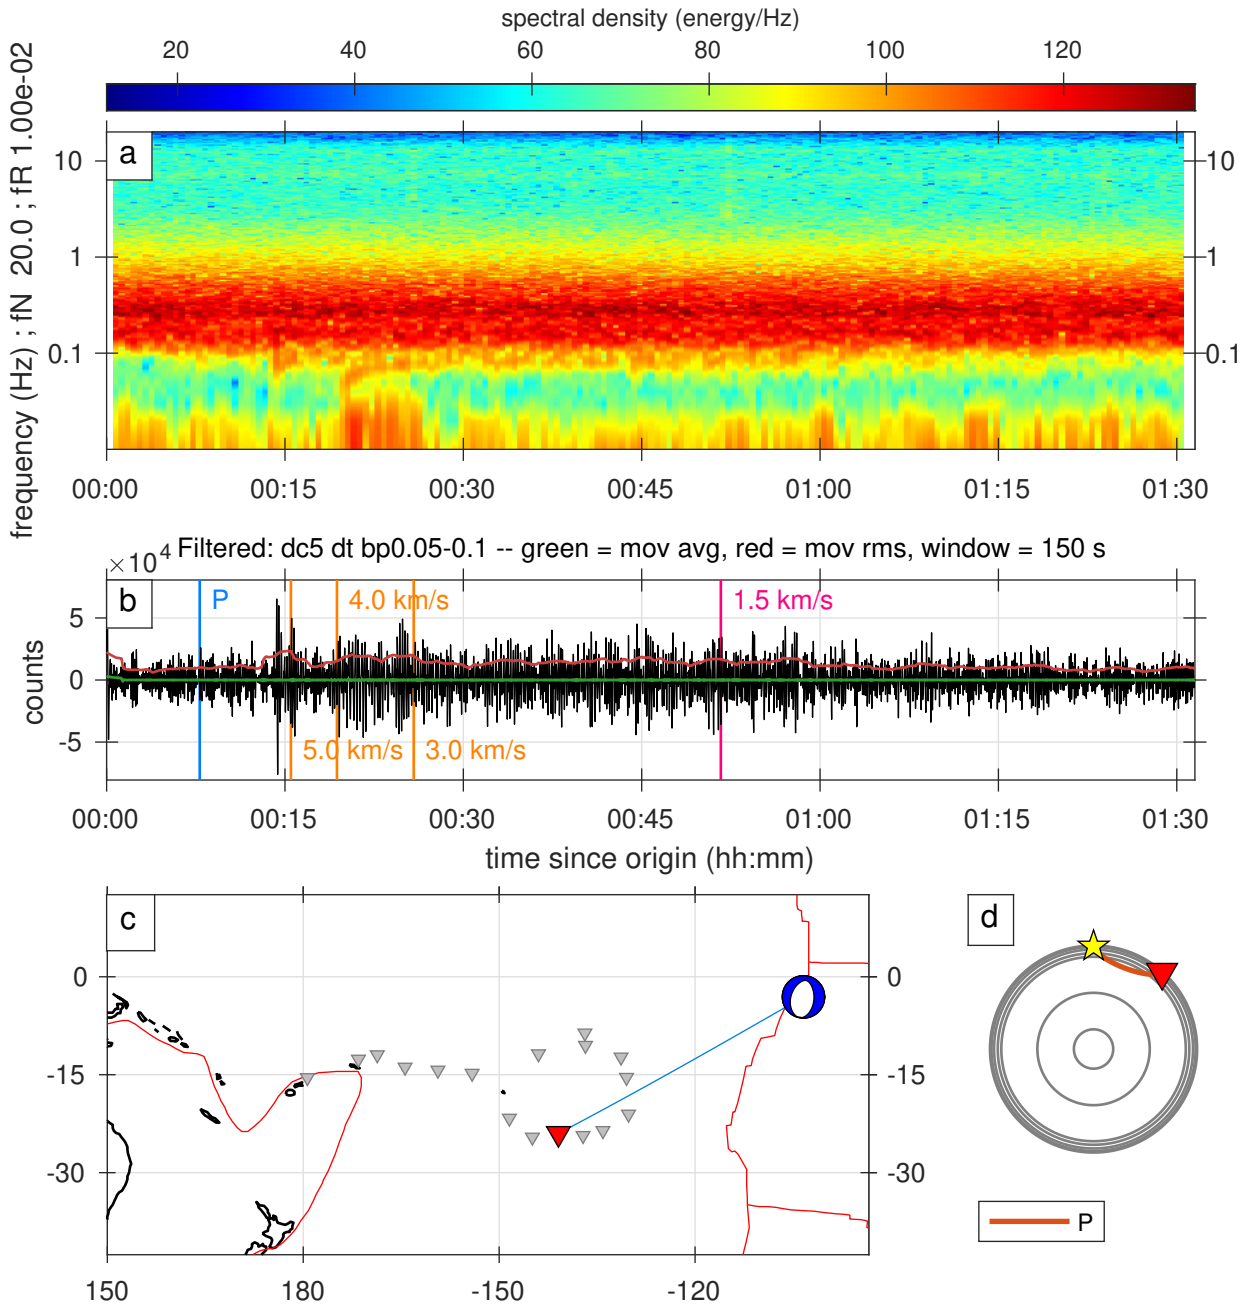 spectral density (energy/Hz)
20 40 60 80 100 120
frequency (Hz) ; fN 20.0 ; fR 1.00e-02
a
10 10
1 1
0.1 0.1
00:00 00:15 00:30 00:45 01:00 01:15 01:30
×10⁴ Filtered: dc5 dt bp0.05-0.1 -- green = mov avg, red = mov rms, window = 150 s
b
P 4.0 km/s 1.5 km/s
5
0
-5
counts
5.0 km/s 3.0 km/s
00:00 00:15 00:30 00:45 01:00 01:15 01:30
time since origin (hh:mm)
c
d
0 0
-15 -15
-30 -30
150 180 -150 -120
P